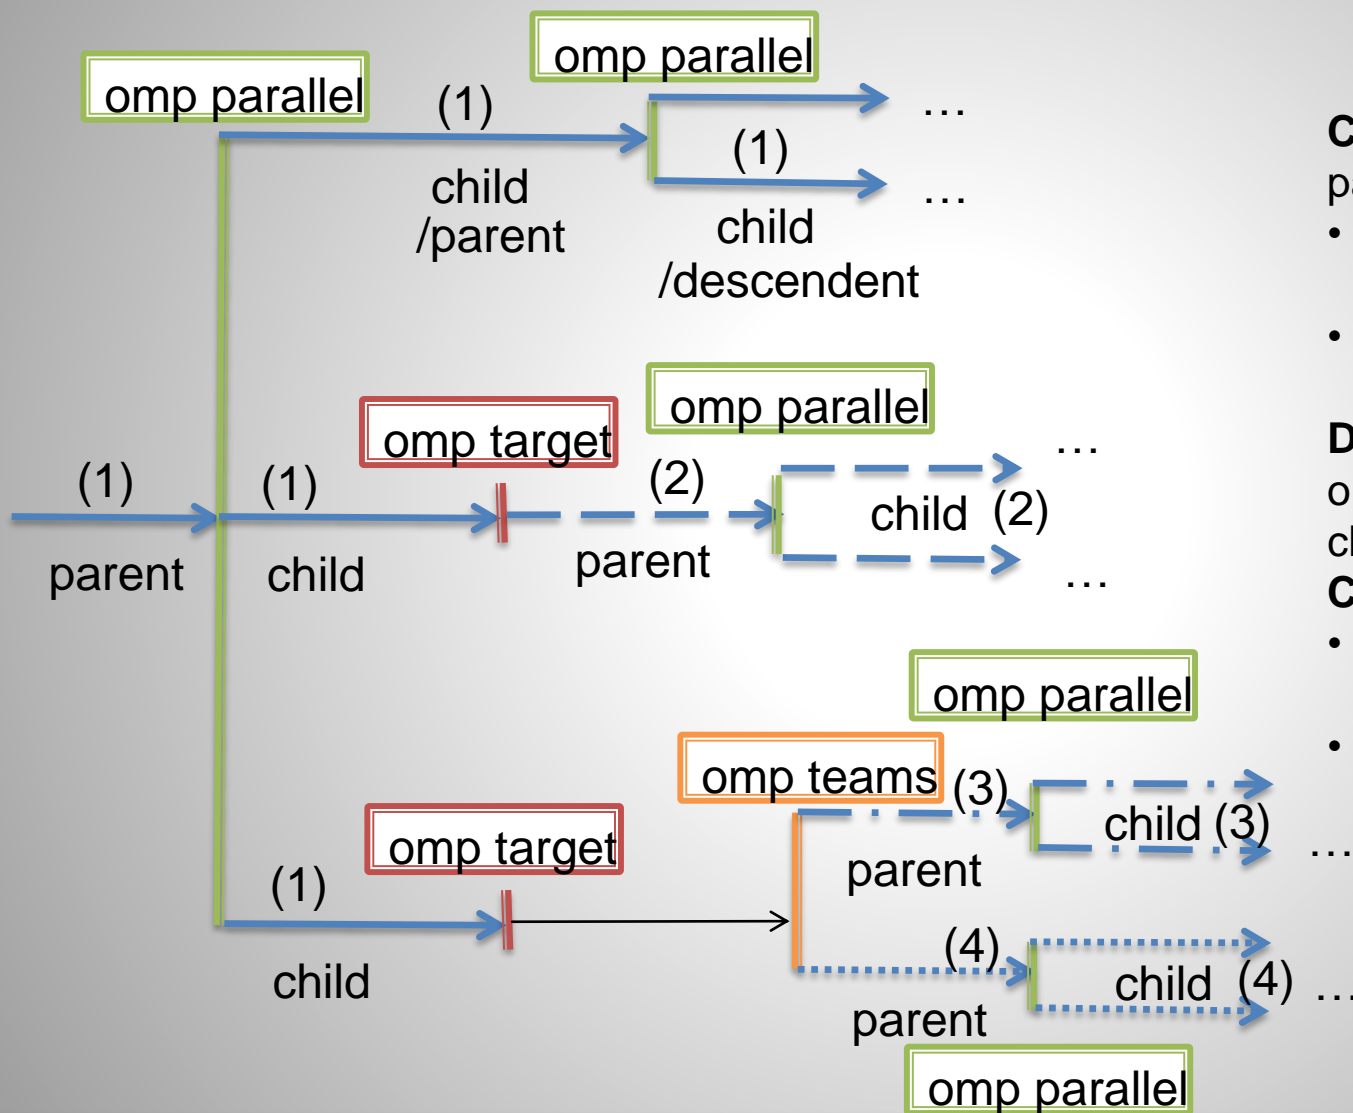 omp parallel
omp parallel
(1)
…
(1)
child
/parent
…
child
/descendent
omp parallel
omp target
…
(1)
(1)
(2)
child (2)
parent
child
parent
…
omp parallel
omp teams
(3)
child (3)
omp target
…
parent
(1)
(4)
child
child (4)
…
parent
omp parallel
•
•
•
•